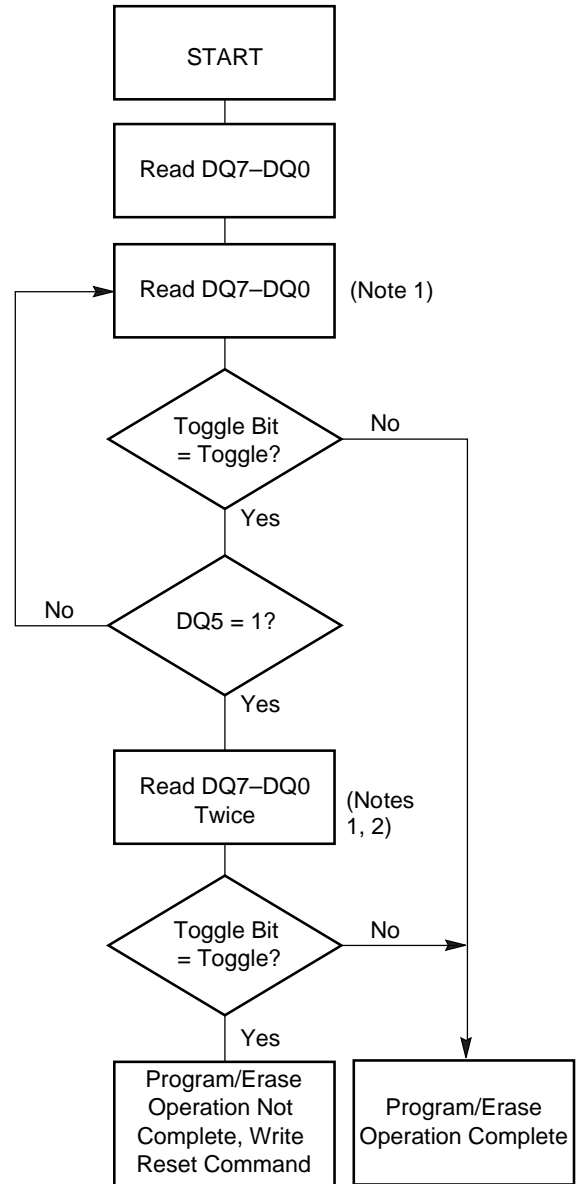 START
Read DQ7–DQ0
Read DQ7–DQ0
(Note 1)
Toggle Bit
= Toggle?
No
Yes
DQ5 = 1?
No
Yes
Read DQ7–DQ0
Twice
(Notes
1, 2)
Toggle Bit
= Toggle?
No
Yes
Program/Erase
Operation Not
Complete, Write
Reset Command
Program/Erase
Operation Complete